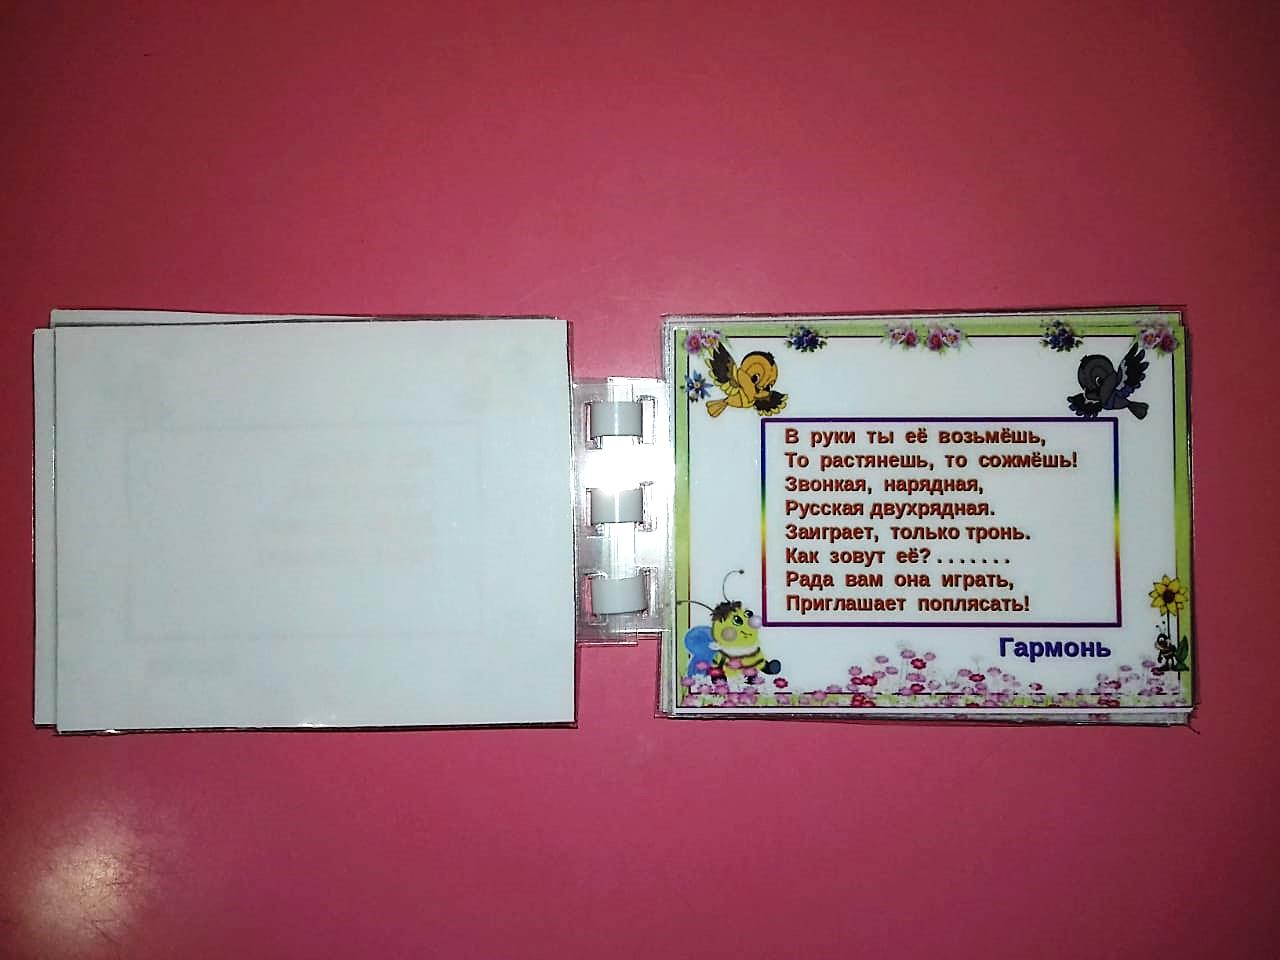 В руки ты её возьмёшь,
То растянешь, то сожмёшь!
Звонкая, нарядная,
Русская двухрядная.
Заиграет, только тронь.
Как зовут её? . . . . . . .
Рада вам она играть,
Приглашает поплясать!
Гармонь